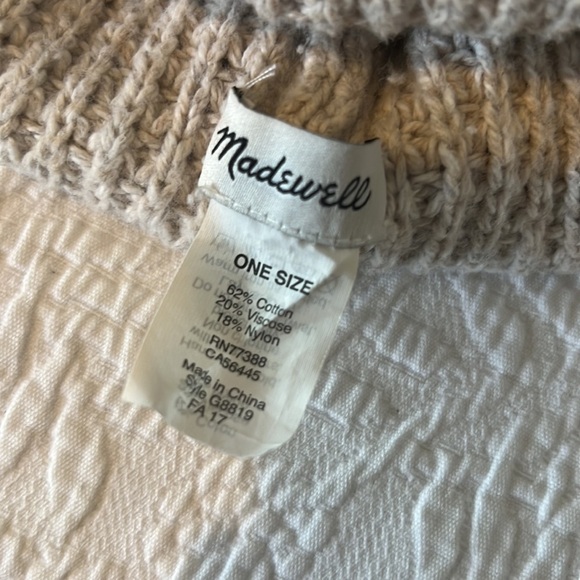 Madewell
ONE SIZE
62% Cotton
20% Viscose
18% Nylon
RN77388
CA56445
Made in China
Style G8819
FA 17